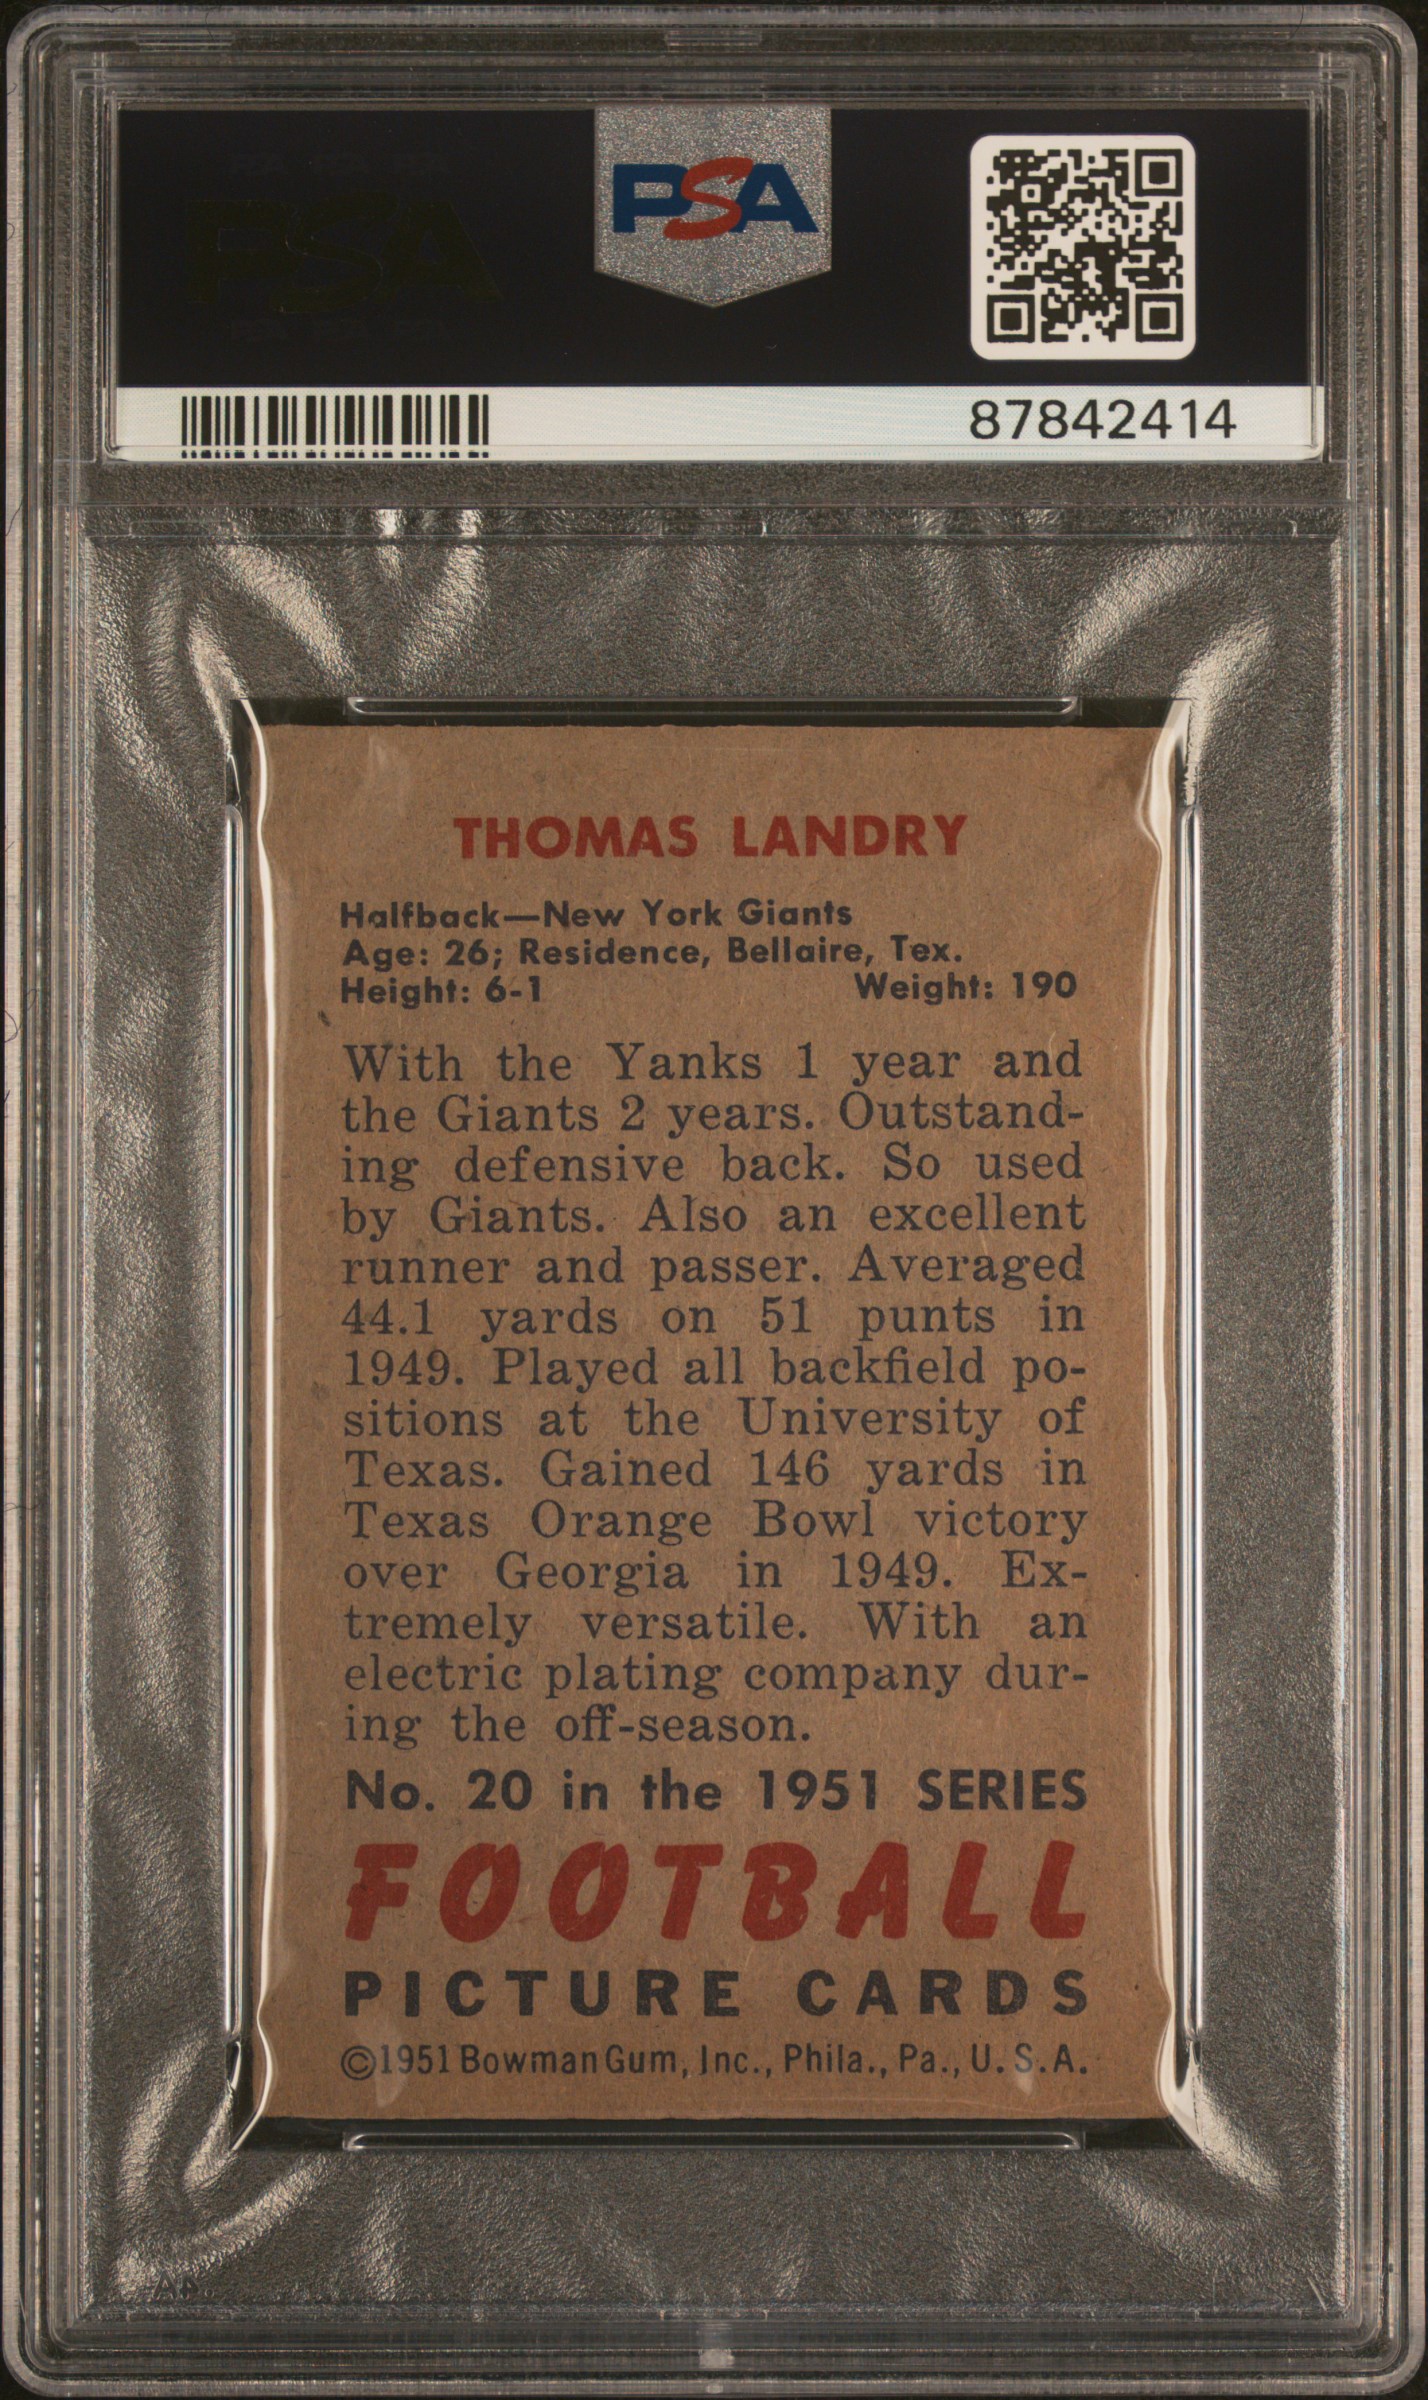 PSA
87842414
THOMAS LANDRY
Halfback—New York Giants
Age: 26; Residence, Bellaire, Tex.
Height: 6-1 Weight: 190
With the Yanks 1 year and
the Giants 2 years. Outstand-
ing defensive back. So used
by Giants. Also an excellent
runner and passer. Averaged
44.1 yards on 51 punts in
1949. Played all backfield po-
sitions at the University of
Texas. Gained 146 yards in
Texas Orange Bowl victory
over Georgia in 1949. Ex-
tremely versatile. With an
electric plating company dur-
ing the off-season.
No. 20 in the 1951 SERIES
FOOTBALL
PICTURE CARDS
©1951 Bowman Gum, Inc., Phila., Pa., U. S. A.